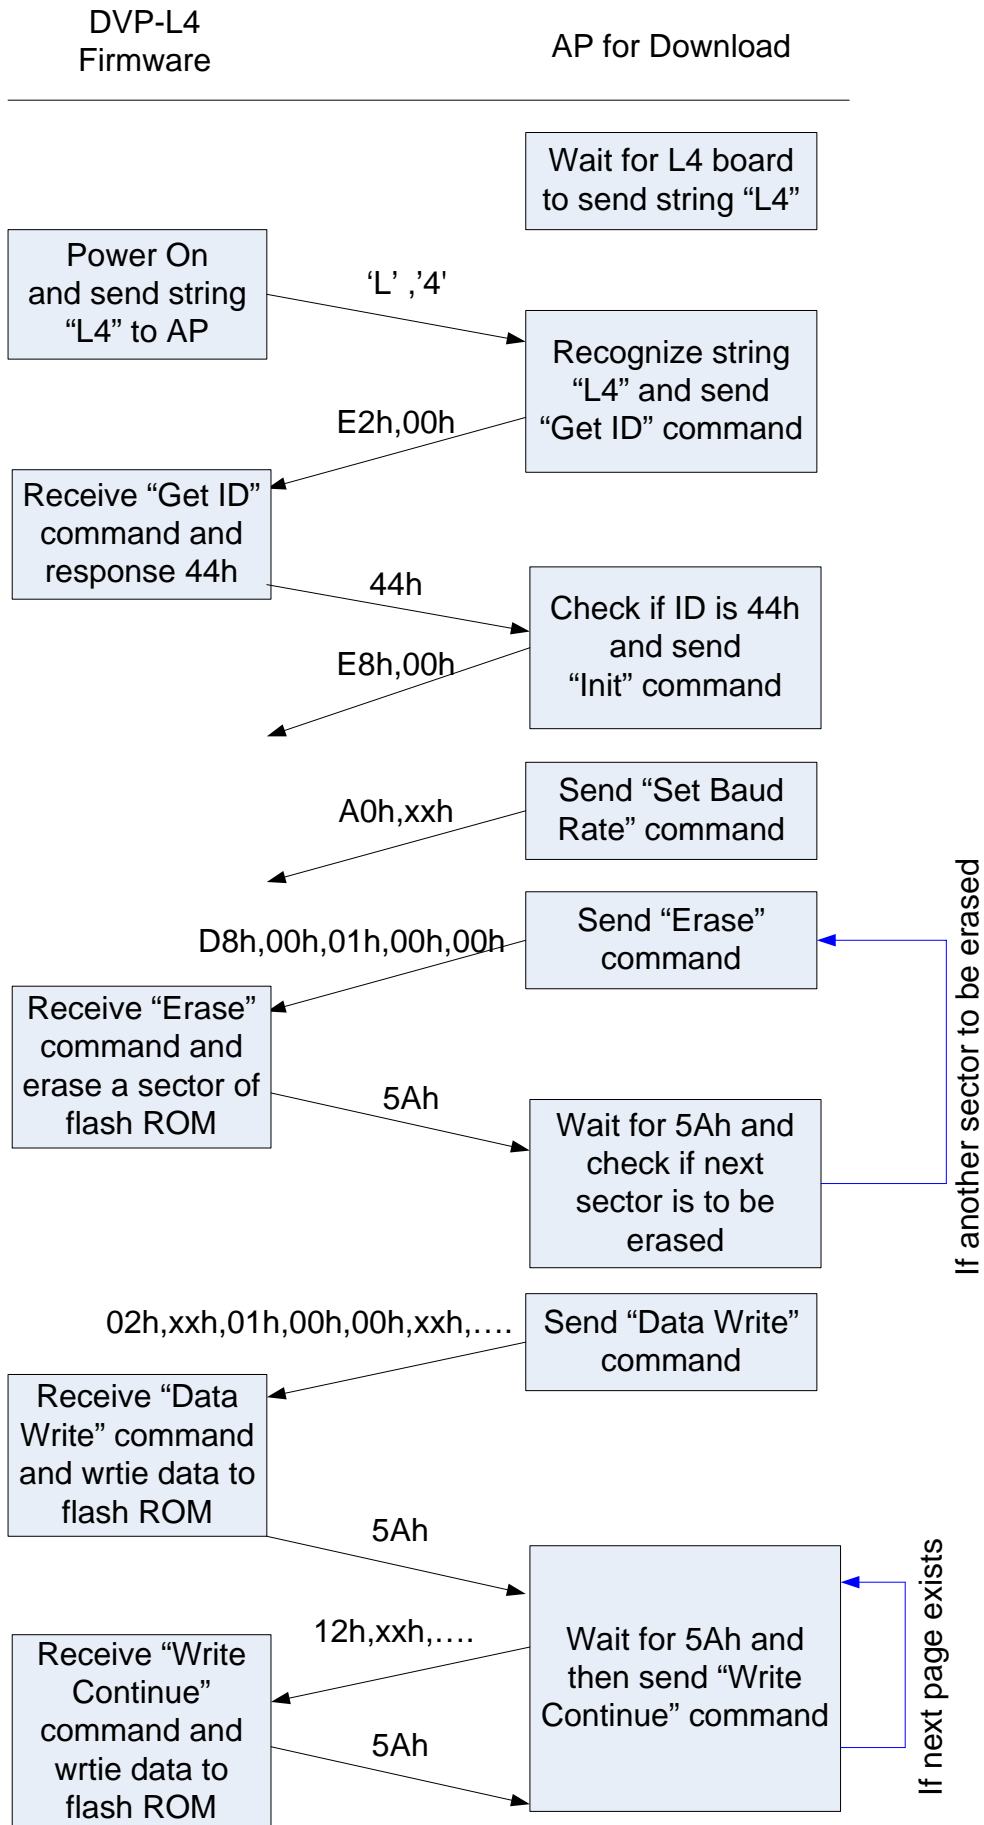 DVP-L4
Firmware
AP for Download
Wait for L4 board
to send string “L4”
Power On
and send string
“L4” to AP
‘L’ ,’4'
Recognize string
“L4” and send
“Get ID” command
E2h,00h
Receive “Get ID”
command and
response 44h
44h
Check if ID is 44h
and send
“Init” command
E8h,00h
Send “Set Baud
Rate” command
A0h,xxh
Send “Erase”
command
D8h,00h,01h,00h,00h
Receive “Erase”
command and
erase a sector of
flash ROM
5Ah
Wait for 5Ah and
check if next
sector is to be
erased
If another sector to be erased
02h,xxh,01h,00h,00h,xxh,….
Send “Data Write”
command
Receive “Data
Write” command
and wrtie data to
flash ROM
5Ah
12h,xxh,….
Wait for 5Ah and
then send “Write
Continue” command
If next page exists
Receive “Write
Continue”
command and
wrtie data to
flash ROM
5Ah